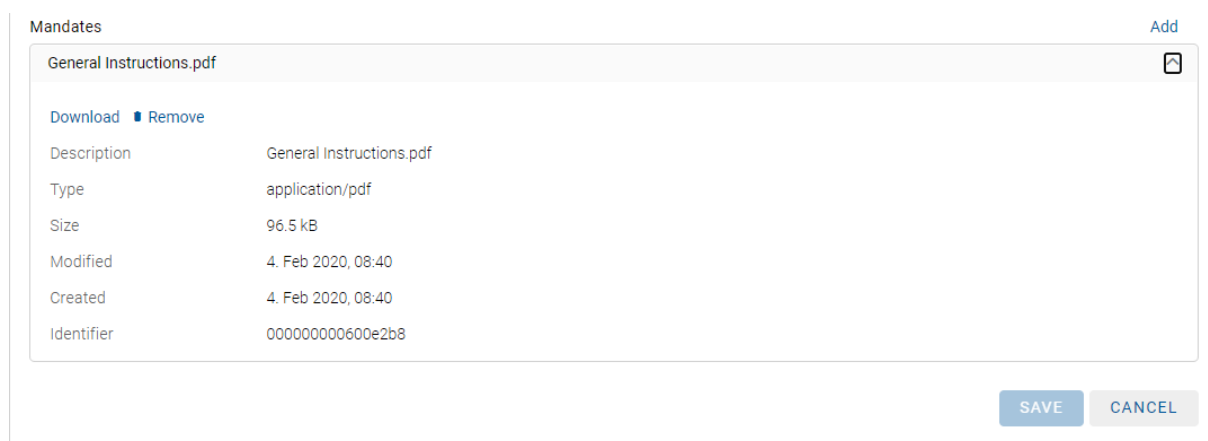 Mandates Add
General Instructions.pdf
Download Remove
Description General Instructions.pdf
Type application/pdf
Size 96.5 kB
Modified 4. Feb 2020, 08:40
Created 4. Feb 2020, 08:40
Identifier 000000000600e2b8
SAVE CANCEL